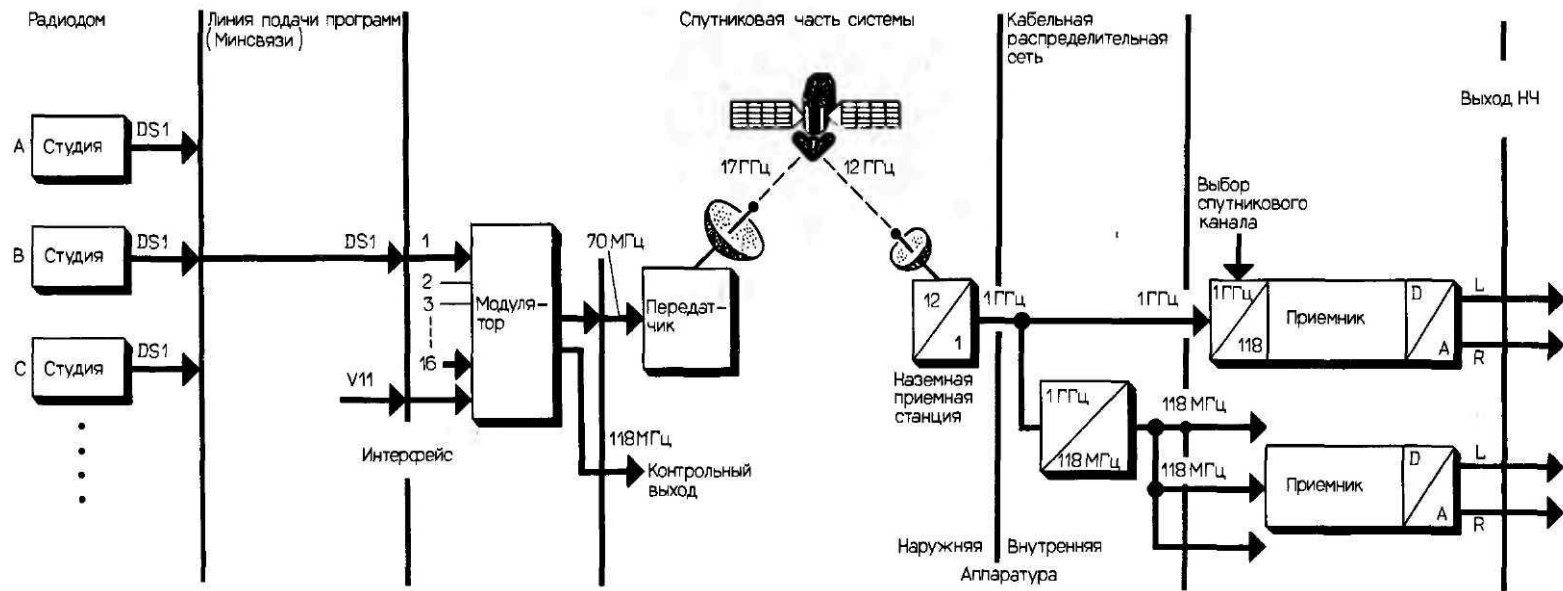 Радиодом
Линия подачи программ
(Минсвязи)
Спутниковая часть системы
Кабельная
распределительная
сеть
Выход НЧ
A
Студия
DS1
B
Студия
DS1
C
Студия
DS1
DS1
1
2
3
16
V11
Интерфейс
Модуля-
тор
70 МГц
118 МГц
Контрольный
выход
Передат-
чик
17 ГГц
12 ГГц
12
1
Наземная
приемная
станция
1 ГГц
1 ГГц
1 ГГц
118 МГц
118 МГц
118 МГц
Выбор
спутникового
канала
1 ГГц
118
Приемник
D
A
L
R
Приемник
D
A
L
R
Наружняя
Внутренняя
Аппаратура